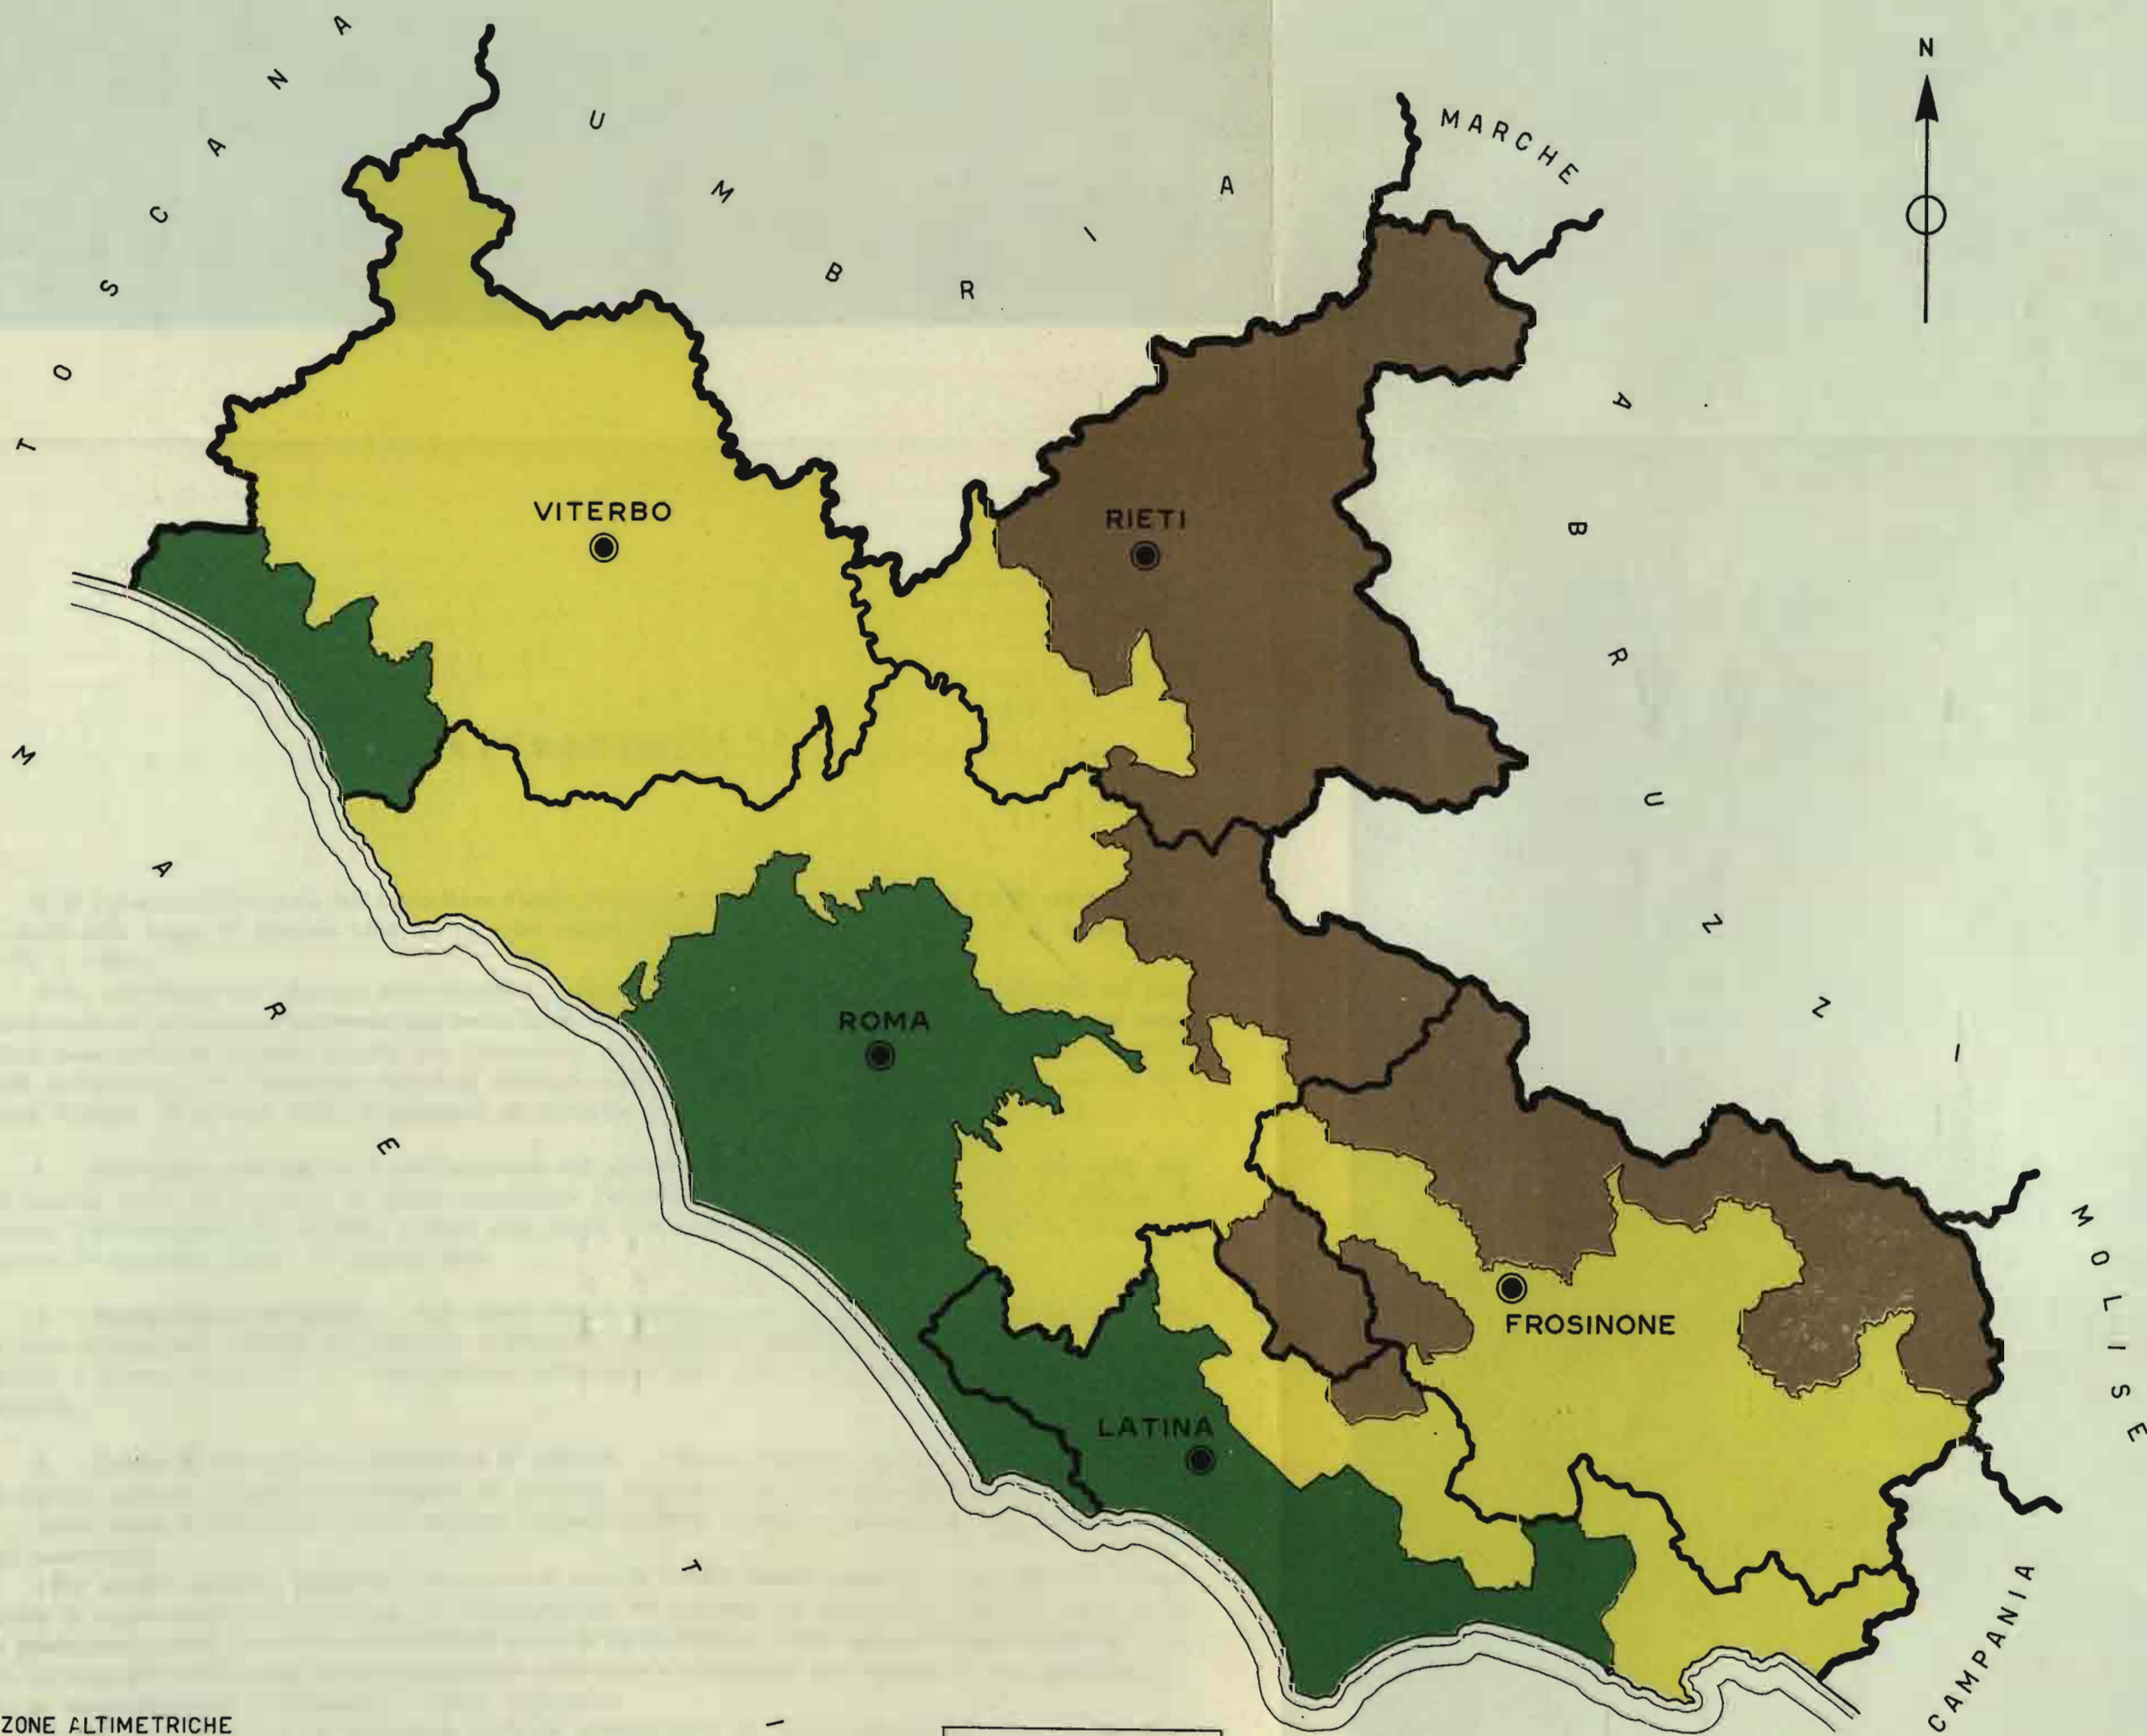 N
TOSCANA
UMBRIA
MARCHE
VITERBO
RIETI
ABRUZZI
ROMA
MOLISE
FROSINONE
LATINA
CAMPANIA
MARE T I
ZONE ALTIMETRICHE